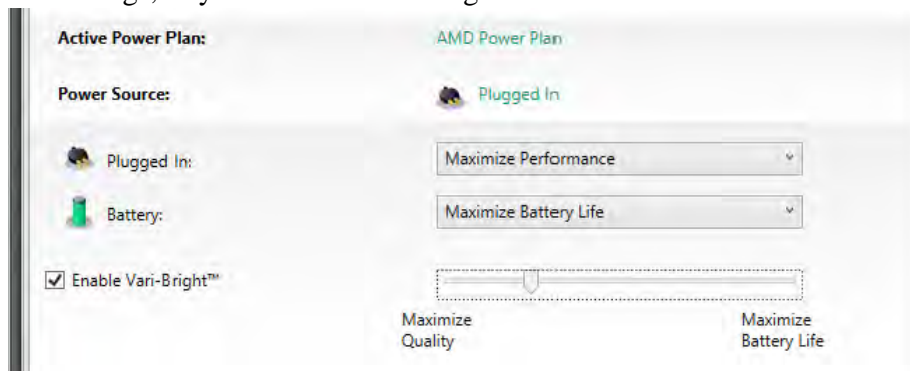 Active Power Plan: AMD Power Plan
Power Source: Plugged In
Plugged In: Maximize Performance
Battery: Maximize Battery Life
Enable Vari-Bright™
Maximize Quality
Maximize Battery Life